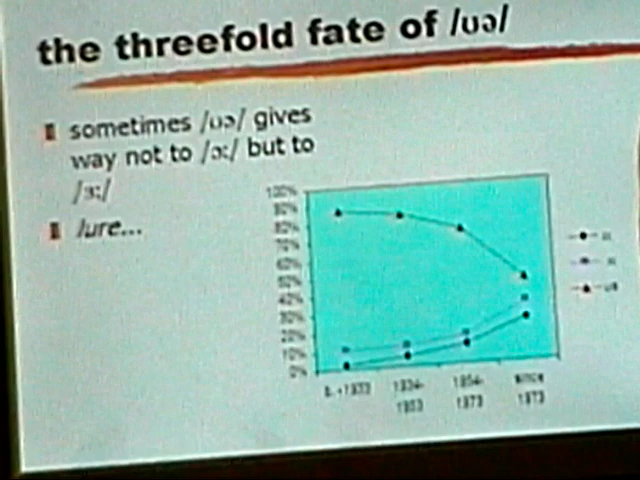 the threefold fate of /ʊə/
sometimes /ʊə/ gives
way not to /ɔː/ but to
/ɜː/
lure...
100%
90%
80%
70%
60%
50%
40%
30%
20%
10%
0%
1934-
1953
1954-
1973
since
1973